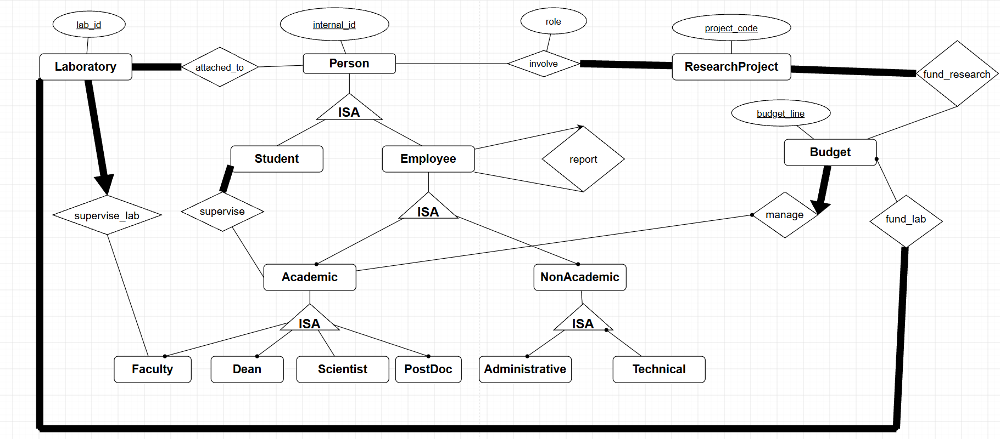 lab_id
internal_id
role
project_code
Laboratory
attached_to
Person
involve
ResearchProject
fund_research
ISA
budget_line
Student
Employee
report
Budget
supervise_lab
supervise
ISA
manage
fund_lab
Academic
NonAcademic
ISA
ISA
Faculty
Dean
Scientist
PostDoc
Administrative
Technical